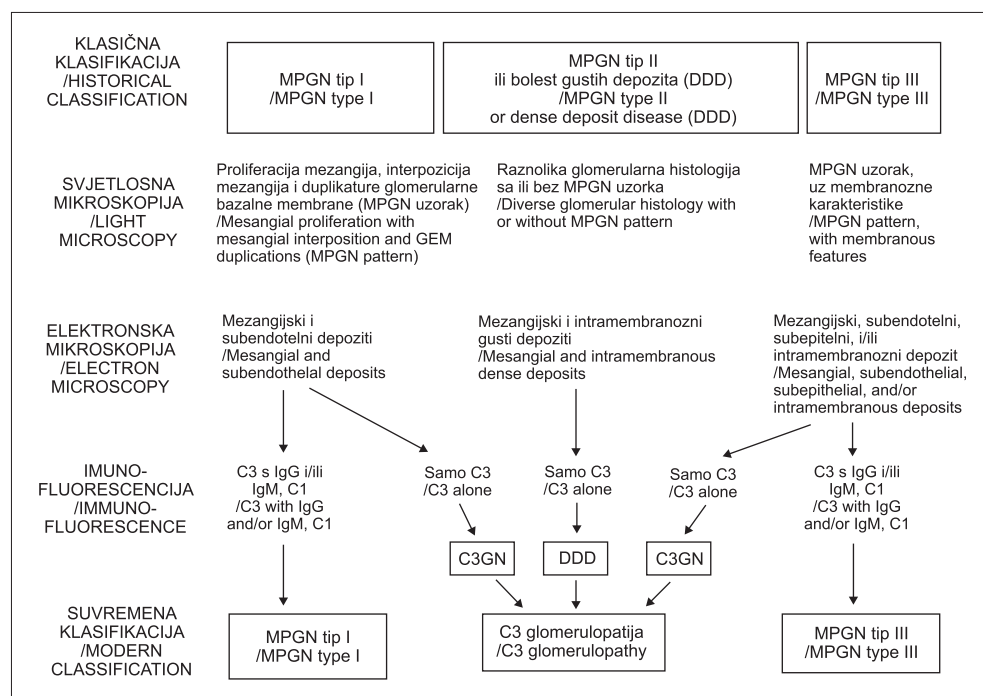 KLASIČNA
KLASIFIKACIJA
/HISTORICAL
CLASSIFICATION
MPGN tip I
/MPGN type I
MPGN tip II
ili bolest gustih depozita (DDD)
/MPGN type II
or dense deposit disease (DDD)
MPGN tip III
/MPGN type III
SVJETLOSNA
MIKROSKOPIJA
/LIGHT
MICROSCOPY
Proliferacija mezangija, interpozicija
mezangija i duplikature glomerularne
bazalne membrane (MPGN uzorak)
/Mesangial proliferation with
mesangial interposition and GEM
duplications (MPGN pattern)
Raznolika glomerularna histologija
sa ili bez MPGN uzorka
/Diverse glomerular histology with
or without MPGN pattern
MPGN uzorak,
uz membranozne
karakteristike
/MPGN pattern,
with membranous
features
ELEKTRONSKA
MIKROSKOPIJA
/ELECTRON
MICROSCOPY
Mezangijski i
subendotelni depoziti
/Mesangial and
subendothelal deposits
Mezangijski i intramembranozni
gusti depoziti
/Mesangial and intramembranous
dense deposits
Mezangijski, subendotelni,
subepitelni, i/ili
intramembranozni depozit
/Mesangial, subendothelial,
subepithelial, and/or
intramembranous deposits
IMUNO-
FLUORESCENCIJA
/IMMUNO-
FLUORESCENCE
C3 s IgG i/ili
IgM, C1
/C3 with IgG
and/or IgM, C1
Samo C3
/C3 alone
Samo C3
/C3 alone
Samo C3
/C3 alone
C3 s IgG i/ili
IgM, C1
/C3 with IgG
and/or IgM, C1
C3GN
DDD
C3GN
SUVREMENA
KLASIFIKACIJA
/MODERN
CLASSIFICATION
MPGN tip I
/MPGN type I
C3 glomerulopatija
/C3 glomerulopathy
MPGN tip III
/MPGN type III